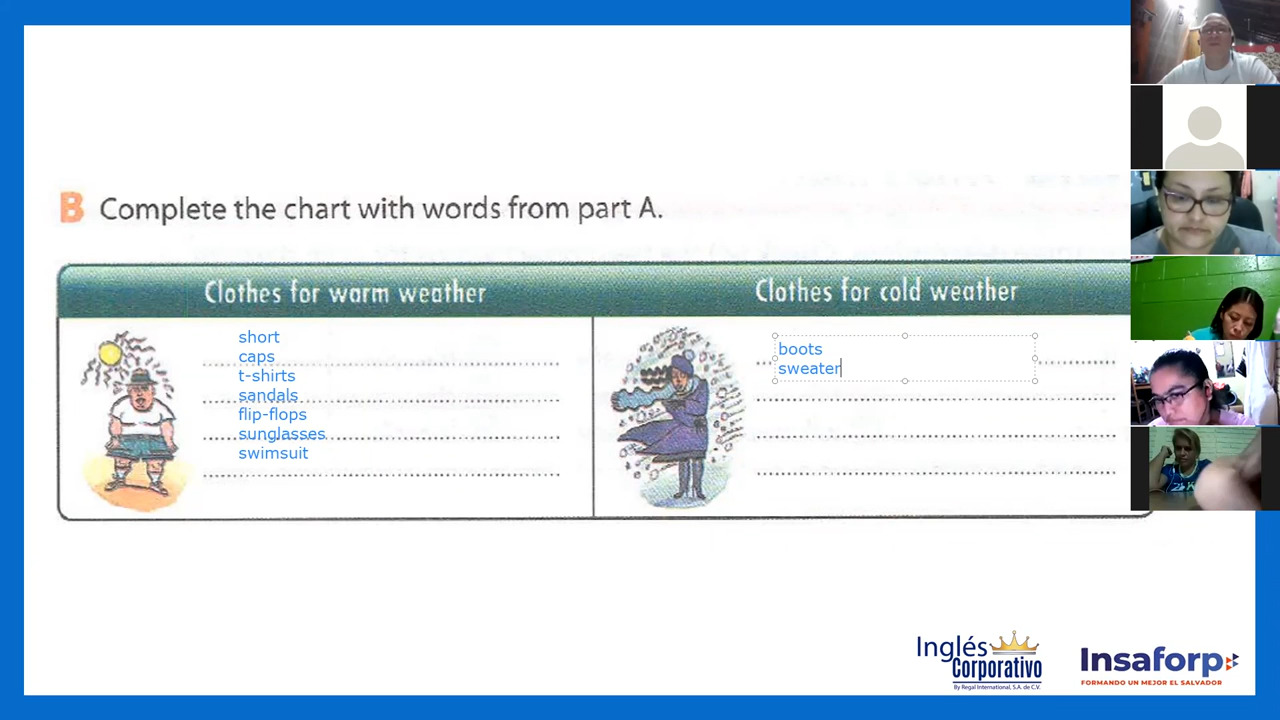 B Complete the chart with words from part A.
Clothes for warm weather
Clothes for cold weather
short
caps
t-shirts
sandals
flip-flops
sunglasses
swimsuit
boots
sweater
Inglés
Corporativo
By Regal International, S.A. de C.V.
Insaforp
FORMANDO UN MEJOR EL SALVADOR